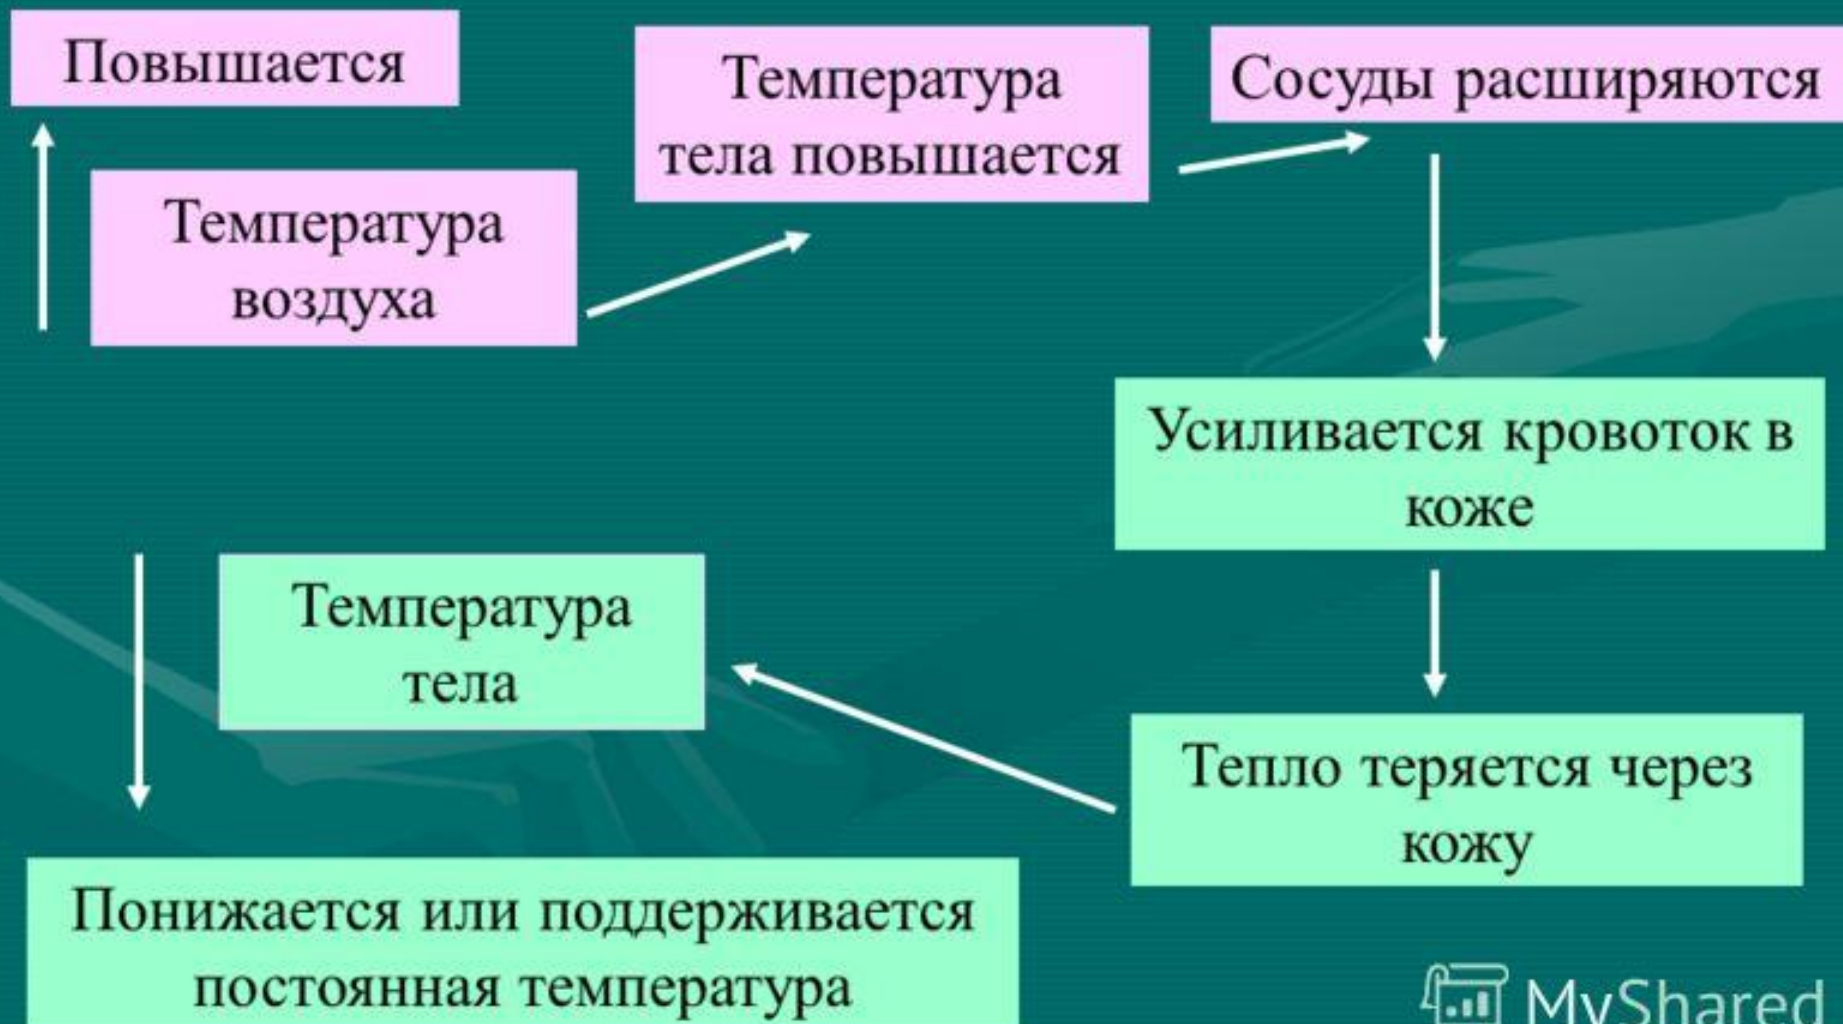 Повышается
Температура
воздуха
Температура
тела повышается
Сосуды расширяются
Усиливается кровоток в
коже
Тепло теряется через
кожу
Температура
тела
Понижается или поддерживается
постоянная температура
MyShared